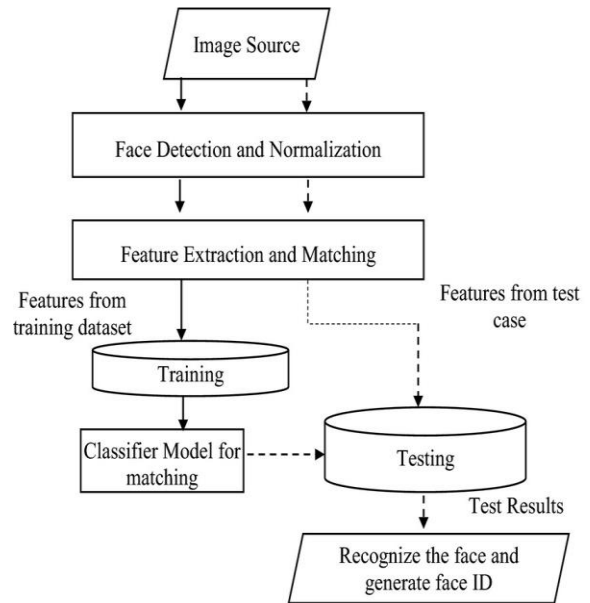 Image Source
Face Detection and Normalization
Feature Extraction and Matching
Features from
training dataset
Features from test
case
Training
Classifier Model for
matching
Testing
Test Results
Recognize the face and
generate face ID